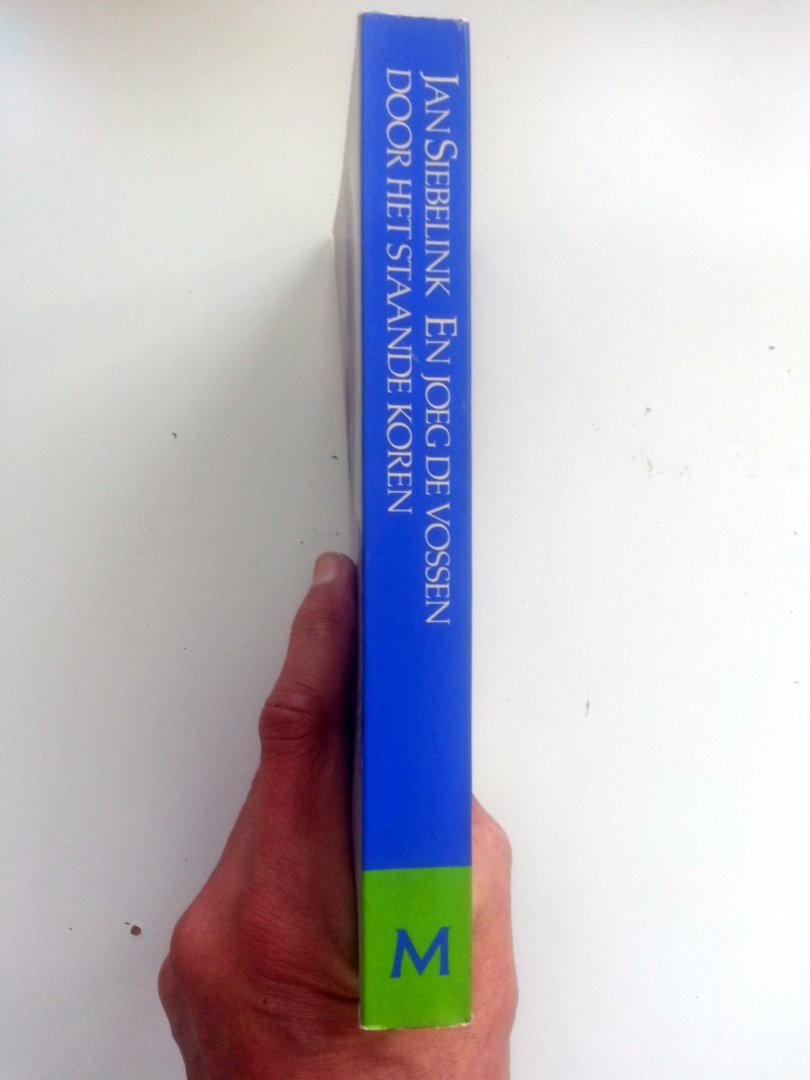 JAN SIEBELINK EN JOEG DE VOSSEN
DOOR HET STAANDE KOREN
M